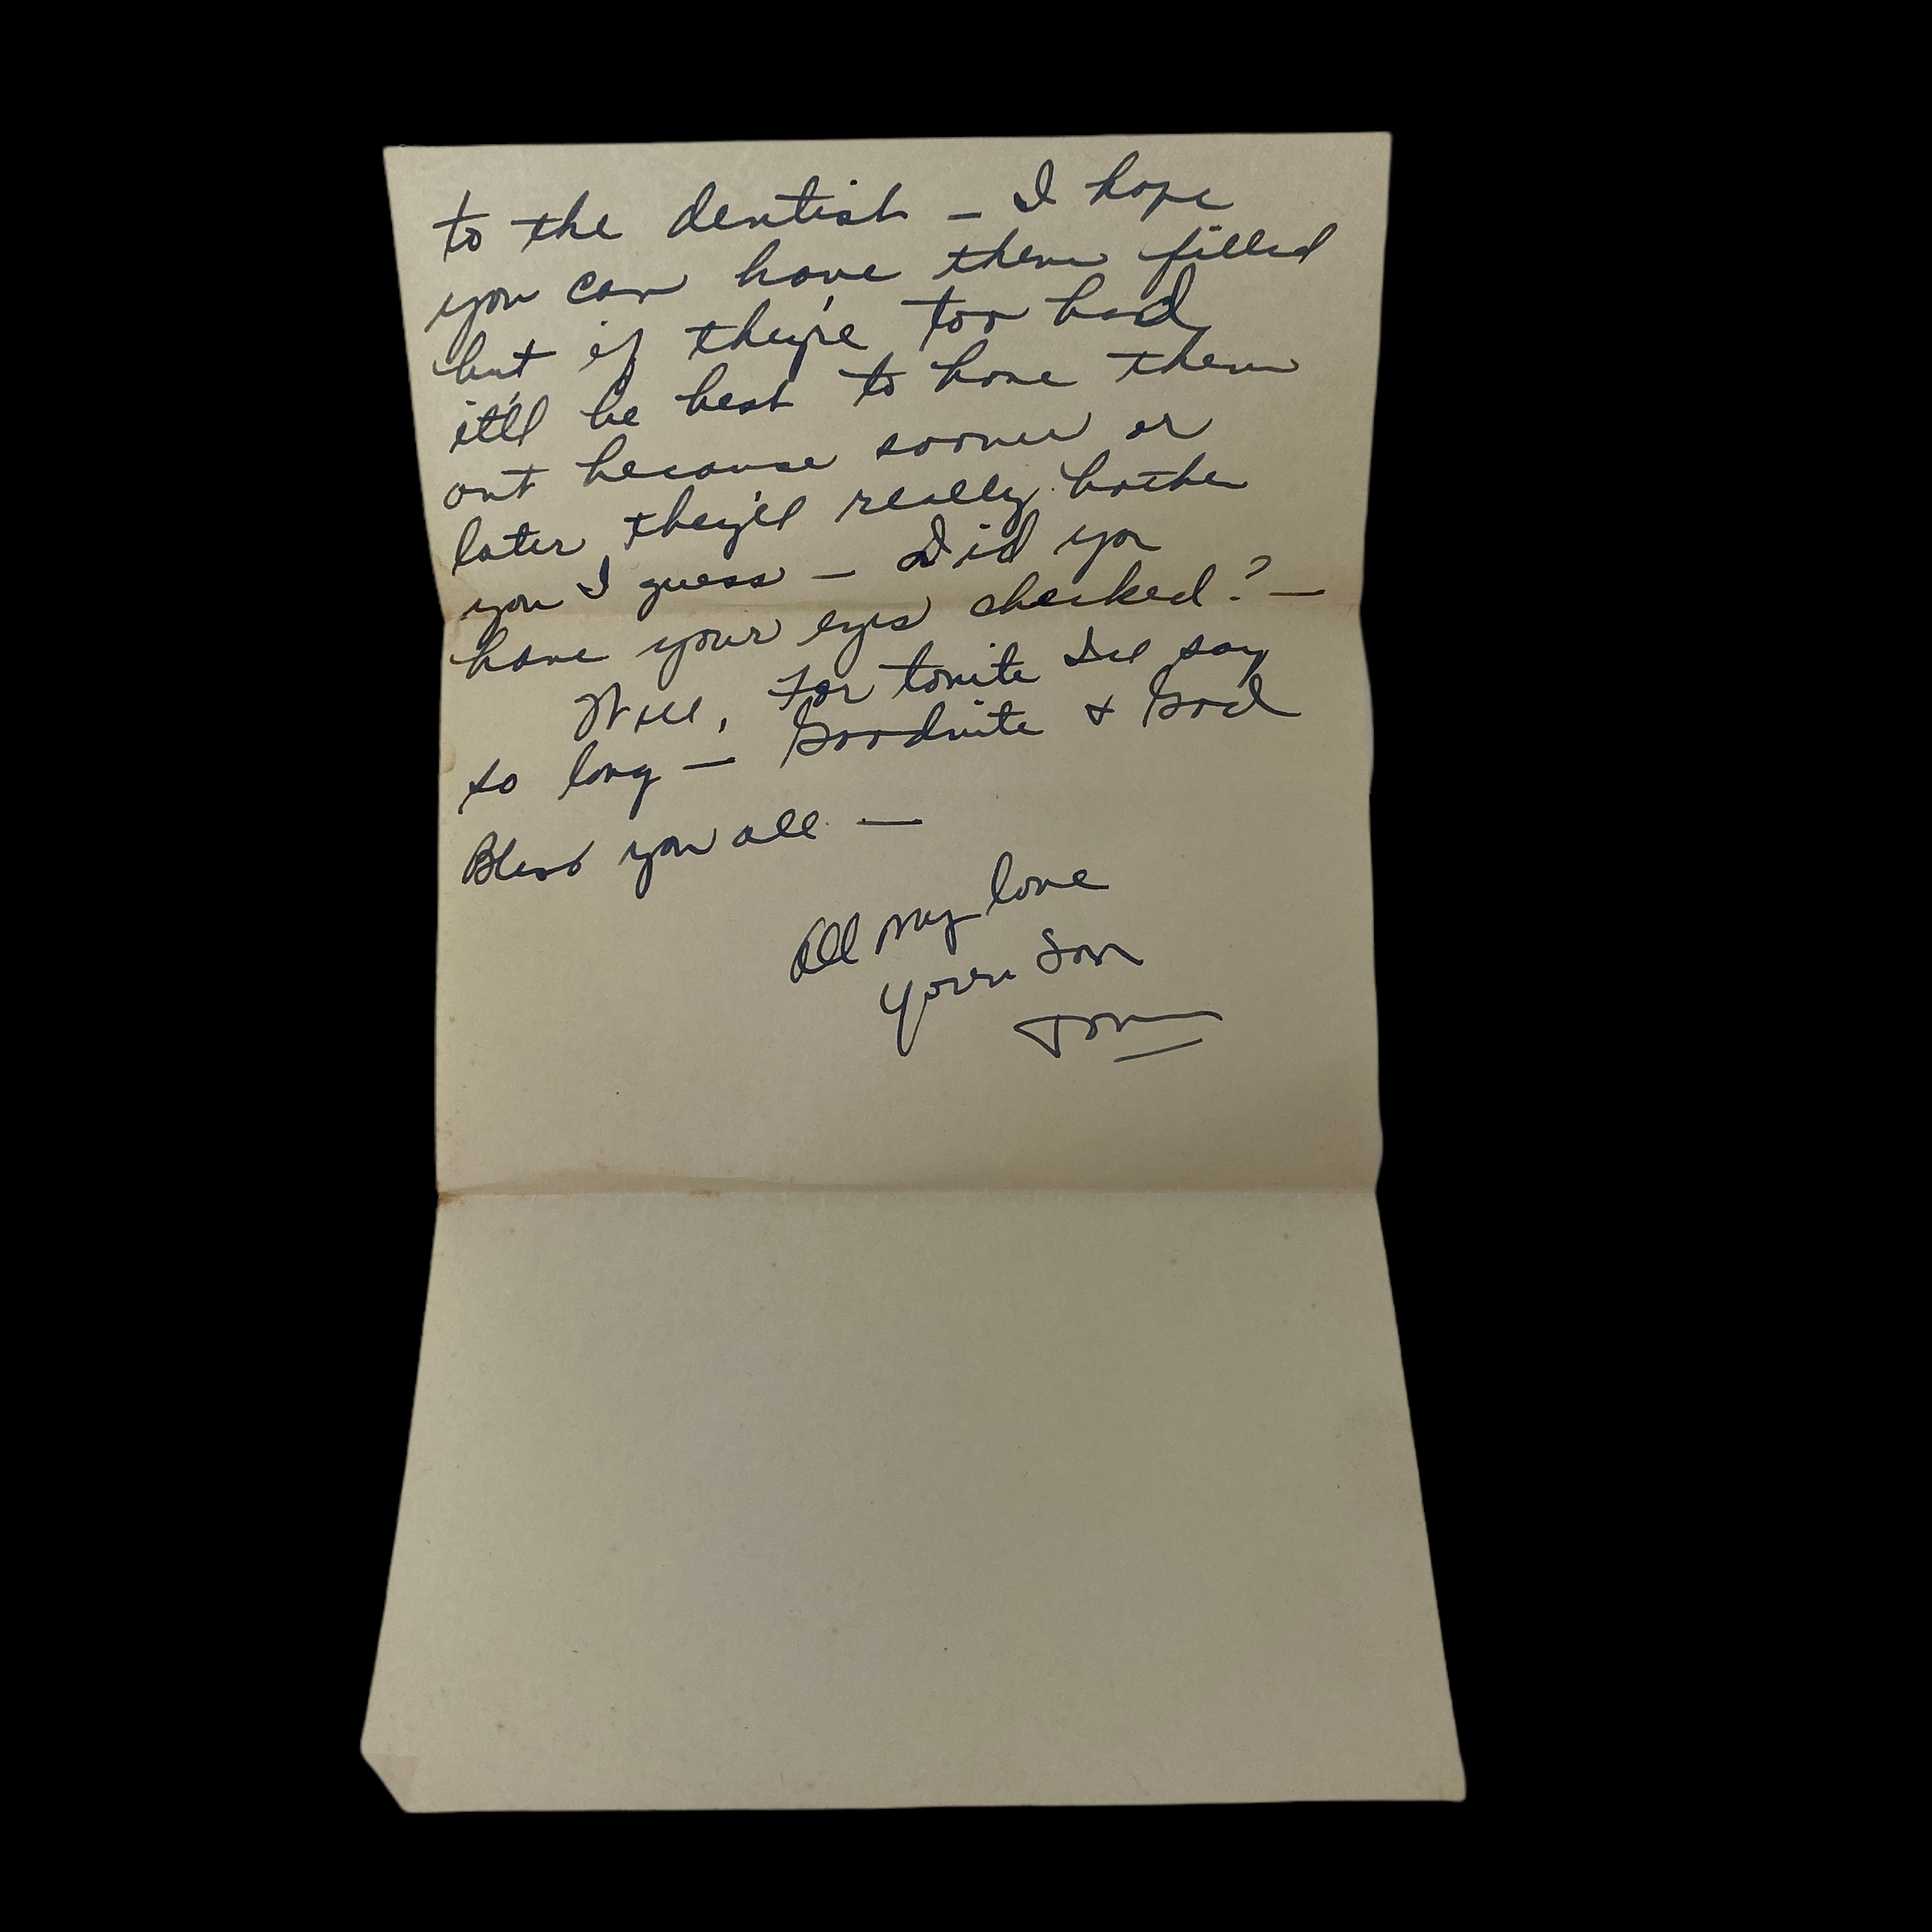 to the dentist – I hope
you can have them filled
but if they're too bad
it'll be best to have them
out because sooner or
later they'll really bother
you I guess – Did you
have your eyes checked? –
Well, For tonite I'll say
so long – Goodnite & God
Bless you all –
All my love
Your Son
Tom